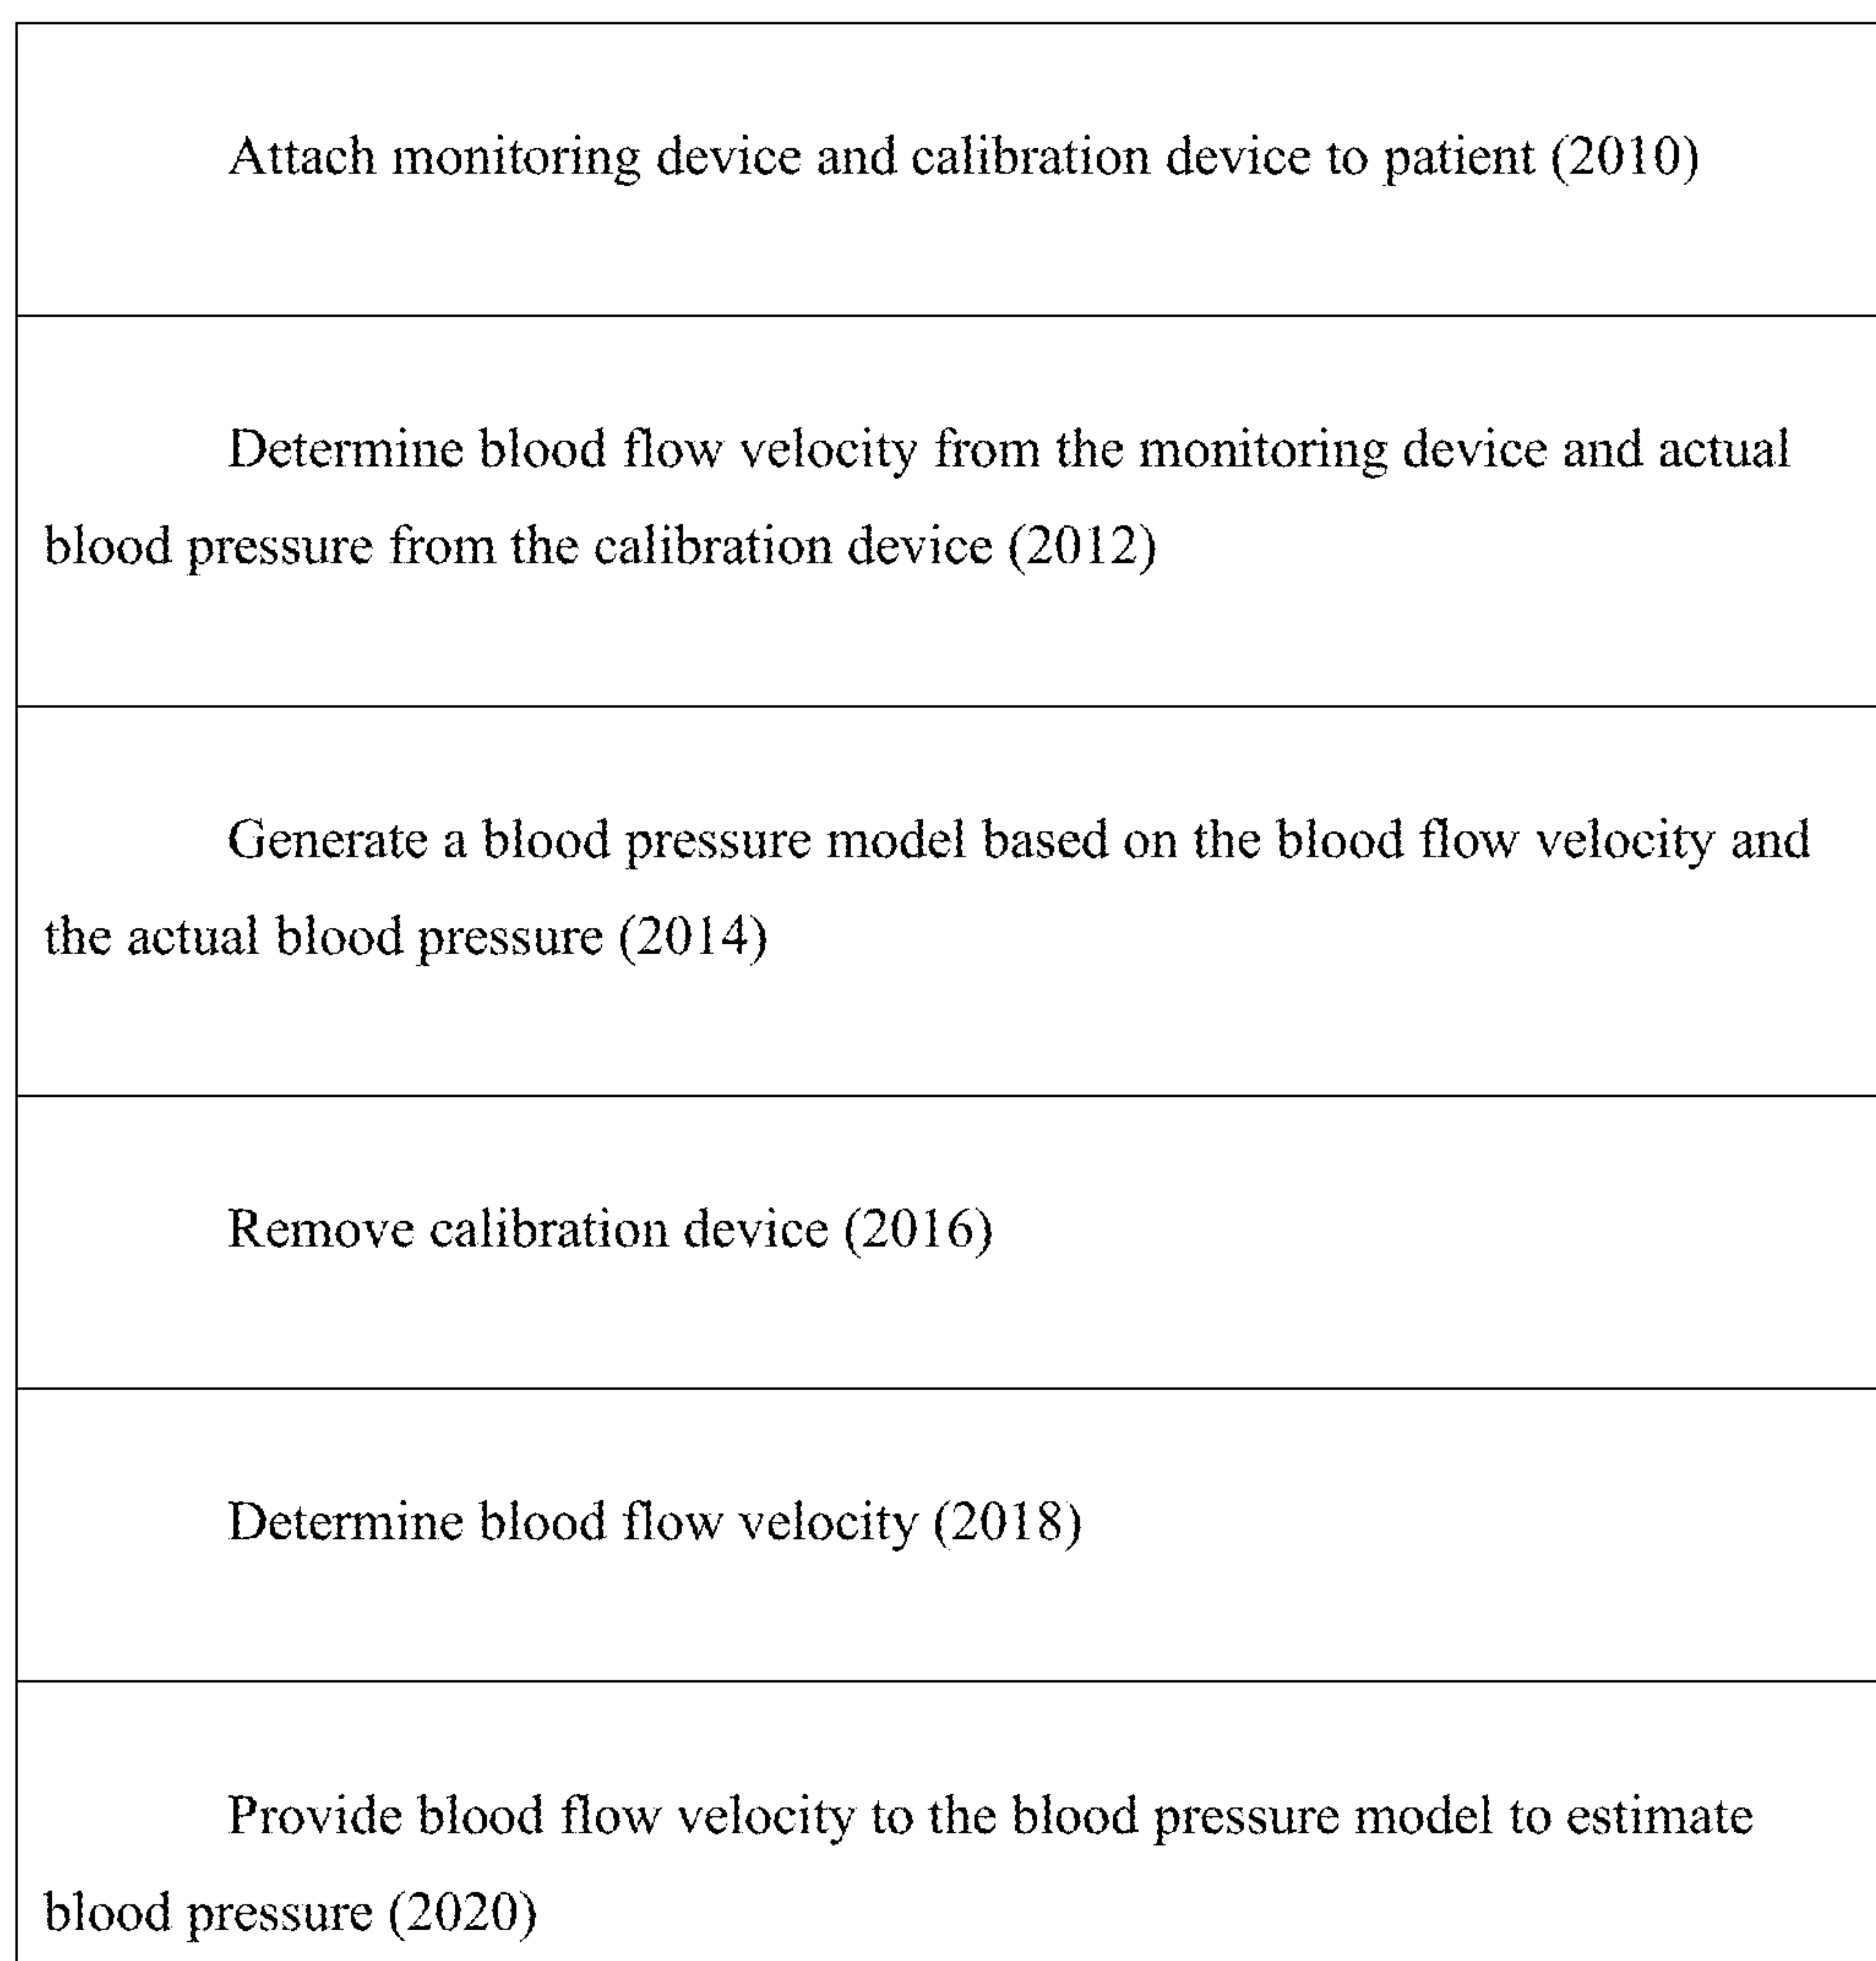 Attach monitoring device and calibration device to patient (2010)
Determine blood flow velocity from the monitoring device and actual
blood pressure from the calibration device (2012)
Generate a blood pressure model based on the blood flow velocity and
the actual blood pressure (2014)
Remove calibration device (2016)
Determine blood flow velocity (2018)
Provide blood flow velocity to the blood pressure model to estimate
blood pressure (2020)